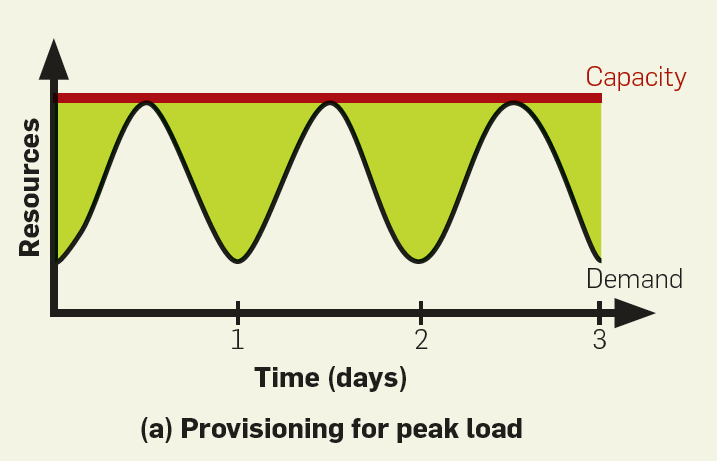 Capacity
Resources
Demand
1 2 3
Time (days)
(a) Provisioning for peak load